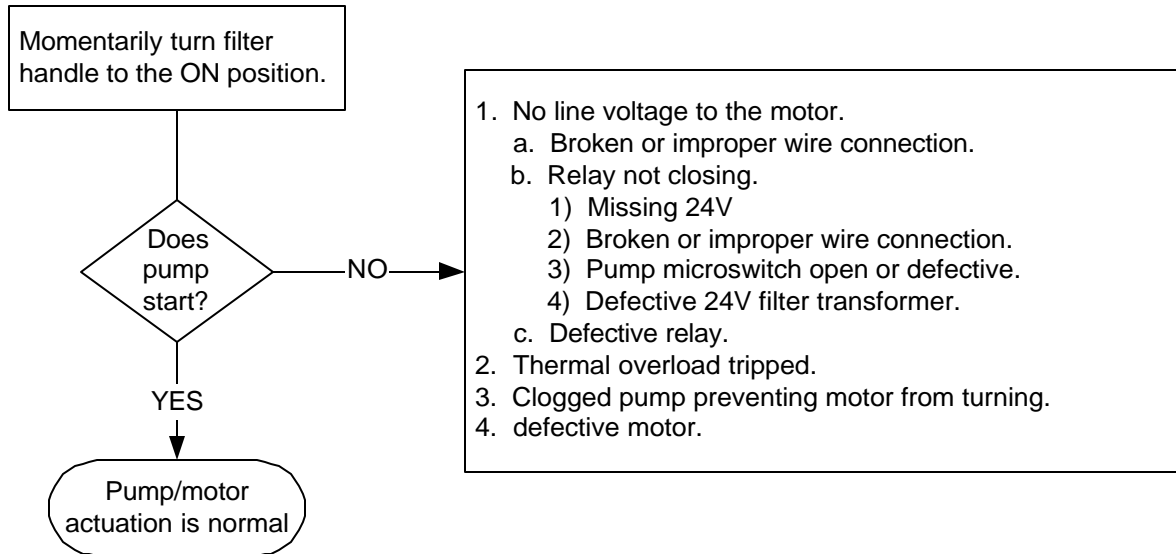 Momentarily turn filter
handle to the ON position.
Does
pump
start?
NO
1. No line voltage to the motor.
a. Broken or improper wire connection.
b. Relay not closing.
1) Missing 24V
2) Broken or improper wire connection.
3) Pump microswitch open or defective.
4) Defective 24V filter transformer.
c. Defective relay.
2. Thermal overload tripped.
3. Clogged pump preventing motor from turning.
4. defective motor.
YES
Pump/motor
actuation is normal